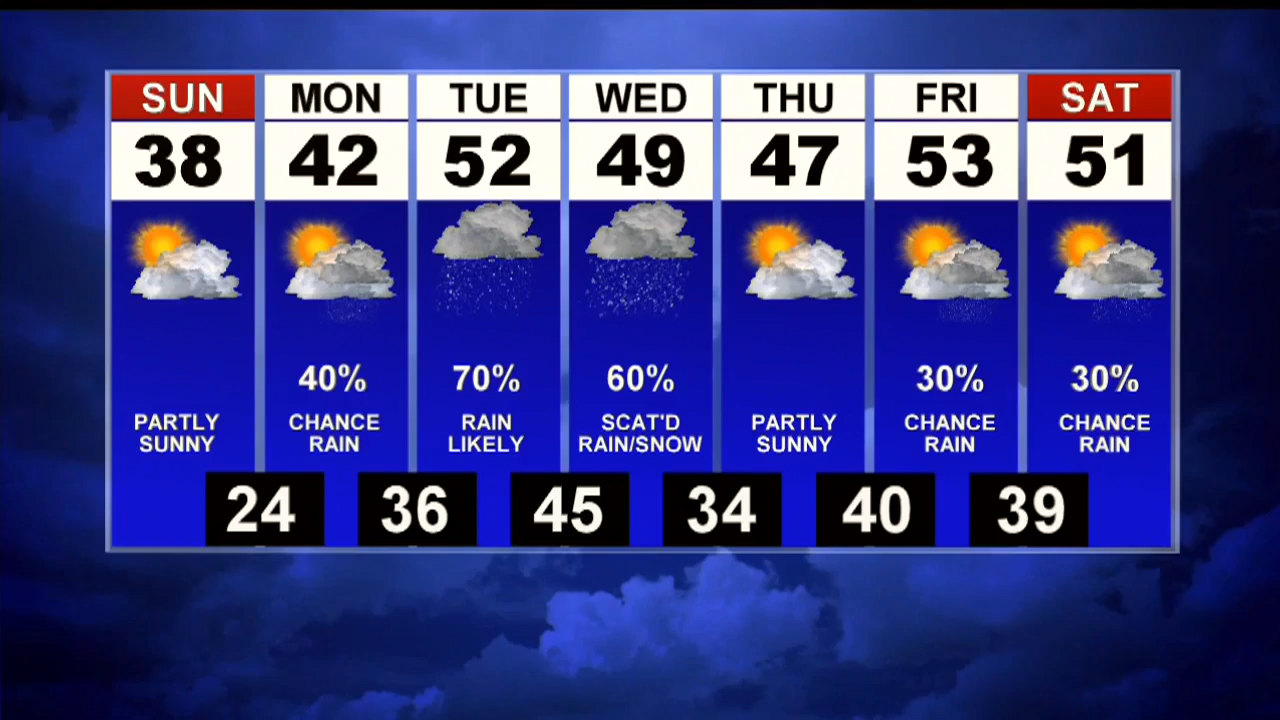 SUN MON TUE WED THU FRI SAT
38 42 52 49 47 53 51
40% 70% 60% 30% 30%
PARTLY CHANCE RAIN SCAT'D PARTLY CHANCE CHANCE
SUNNY RAIN LIKELY RAIN/SNOW SUNNY RAIN RAIN
24 36 45 34 40 39